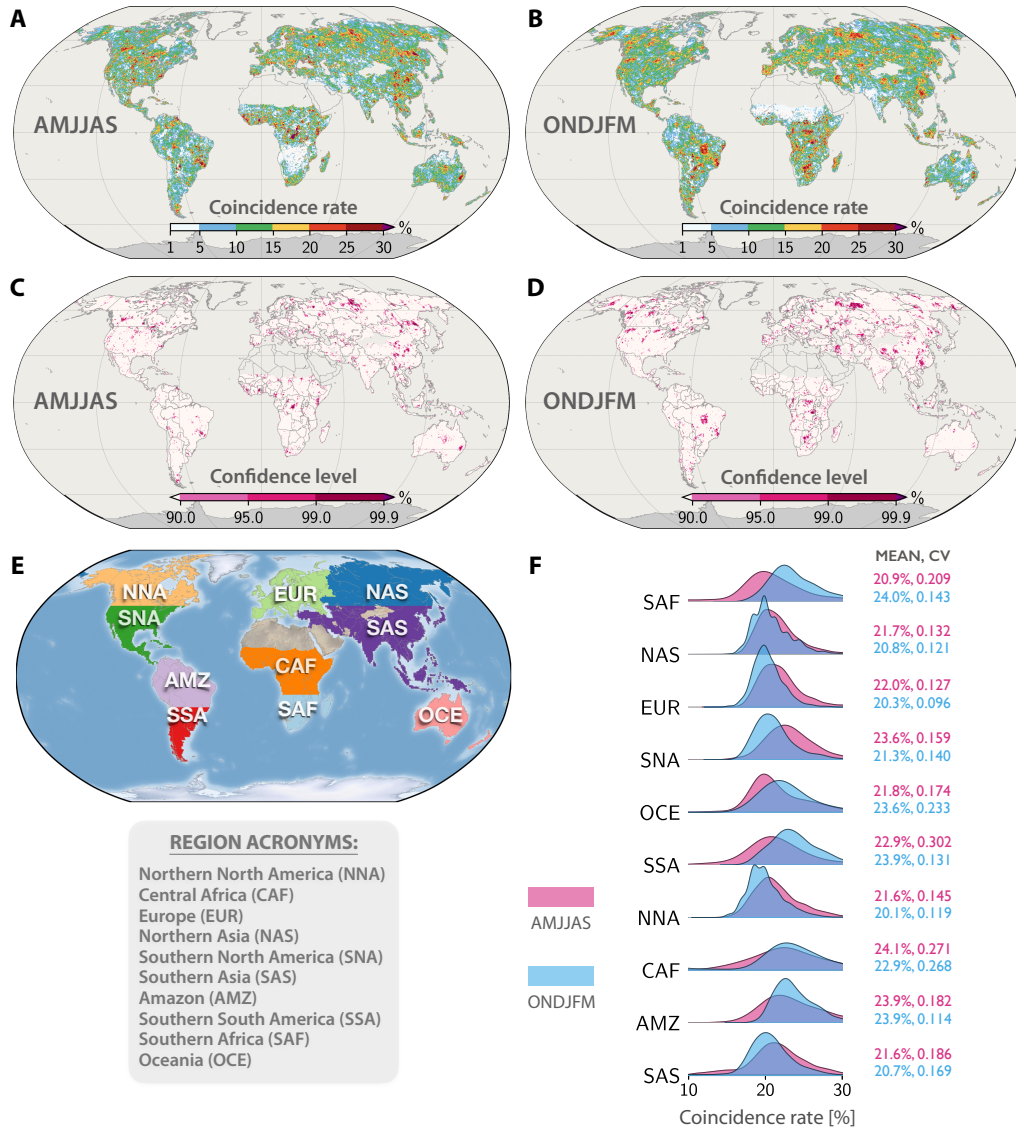 A
AMJJAS
Coincidence rate
%
1 5 10 15 20 25 30
B
ONDJFM
Coincidence rate
%
1 5 10 15 20 25 30
C
AMJJAS
Confidence level
%
90.0 95.0 99.0 99.9
D
ONDJFM
Confidence level
%
90.0 95.0 99.0 99.9
E
NNA
SNA
AMZ
SSA
EUR
NAS
SAS
CAF
SAF
OCE
REGION ACRONYMS:
Northern North America (NNA)
Central Africa (CAF)
Europe (EUR)
Northern Asia (NAS)
Southern North America (SNA)
Southern Asia (SAS)
Amazon (AMZ)
Southern South America (SSA)
Southern Africa (SAF)
Oceania (OCE)
AMJJAS
ONDJFM
F
MEAN, CV
SAF
20.9%, 0.209
24.0%, 0.143
NAS
21.7%, 0.132
20.8%, 0.121
EUR
22.0%, 0.127
20.3%, 0.096
SNA
23.6%, 0.159
21.3%, 0.140
OCE
21.8%, 0.174
23.6%, 0.233
SSA
22.9%, 0.302
23.9%, 0.131
NNA
21.6%, 0.145
20.1%, 0.119
CAF
24.1%, 0.271
22.9%, 0.268
AMZ
23.9%, 0.182
23.9%, 0.114
SAS
21.6%, 0.186
20.7%, 0.169
10 20 30
Coincidence rate [%]